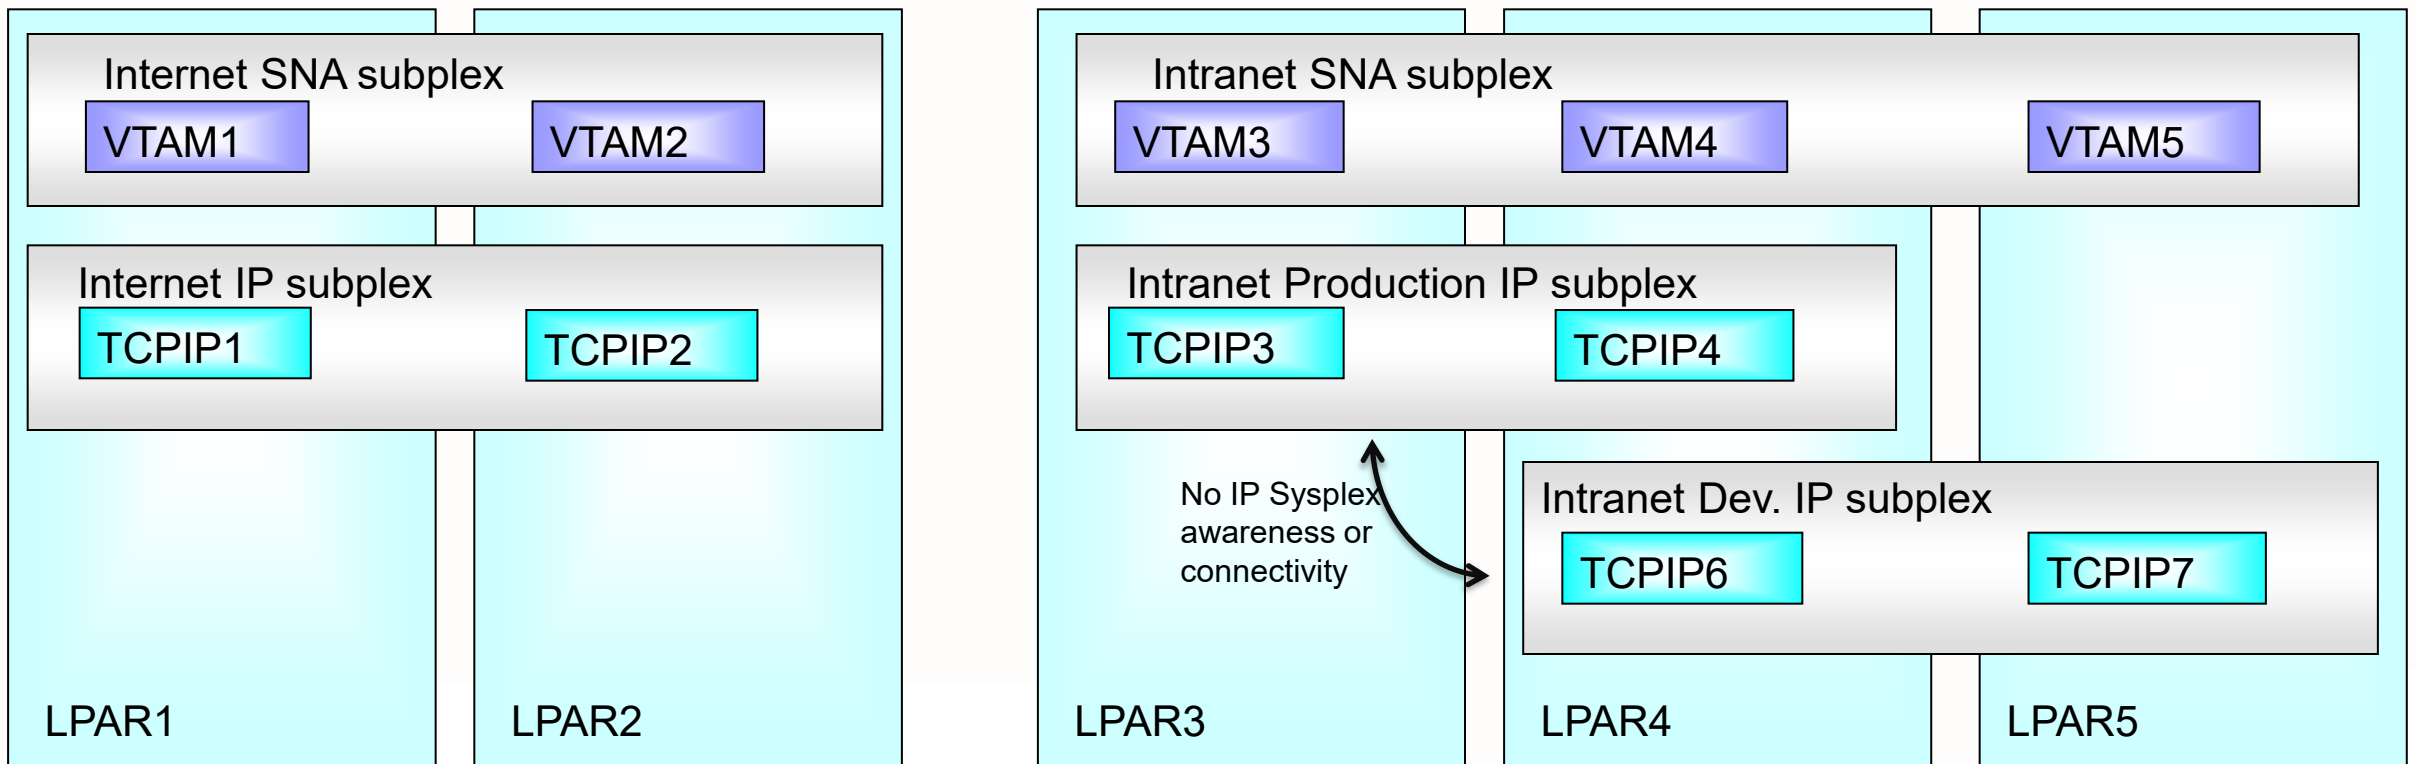 Internet SNA subplex
VTAM1
VTAM2
Internet IP subplex
TCPIP1
TCPIP2
LPAR1
LPAR2
Intranet SNA subplex
VTAM3
VTAM4
VTAM5
Intranet Production IP subplex
TCPIP3
TCPIP4
No IP Sysplex
awareness or
connectivity
Intranet Dev. IP subplex
TCPIP6
TCPIP7
LPAR3
LPAR4
LPAR5